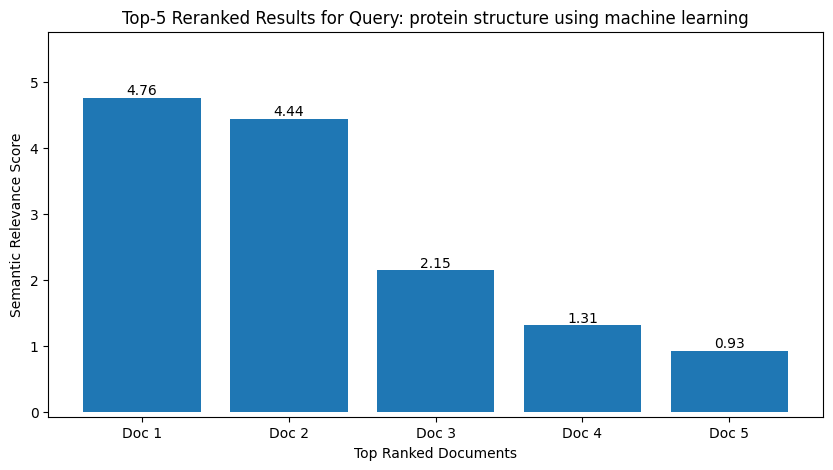 Top-5 Reranked Results for Query: protein structure using machine learning
Semantic Relevance Score
5
4
3
2
1
0
4.76
4.44
2.15
1.31
0.93
Doc 1
Doc 2
Doc 3
Doc 4
Doc 5
Top Ranked Documents